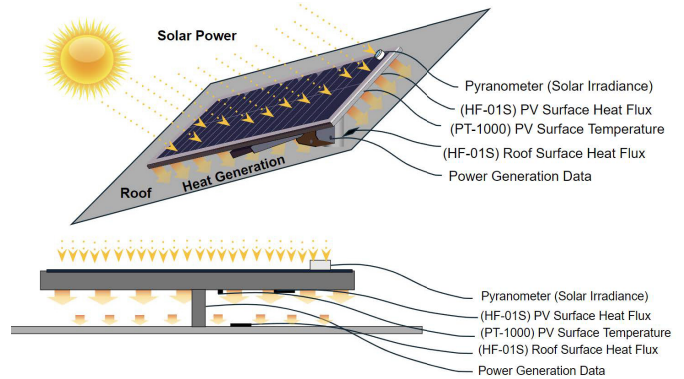 Solar Power
Pyranometer (Solar Irradiance)
(HF-01S) PV Surface Heat Flux
(PT-1000) PV Surface Temperature
(HF-01S) Roof Surface Heat Flux
Power Generation Data
Heat Generation
Roof
Pyranometer (Solar Irradiance)
(HF-01S) PV Surface Heat Flux
(PT-1000) PV Surface Temperature
(HF-01S) Roof Surface Heat Flux
Power Generation Data